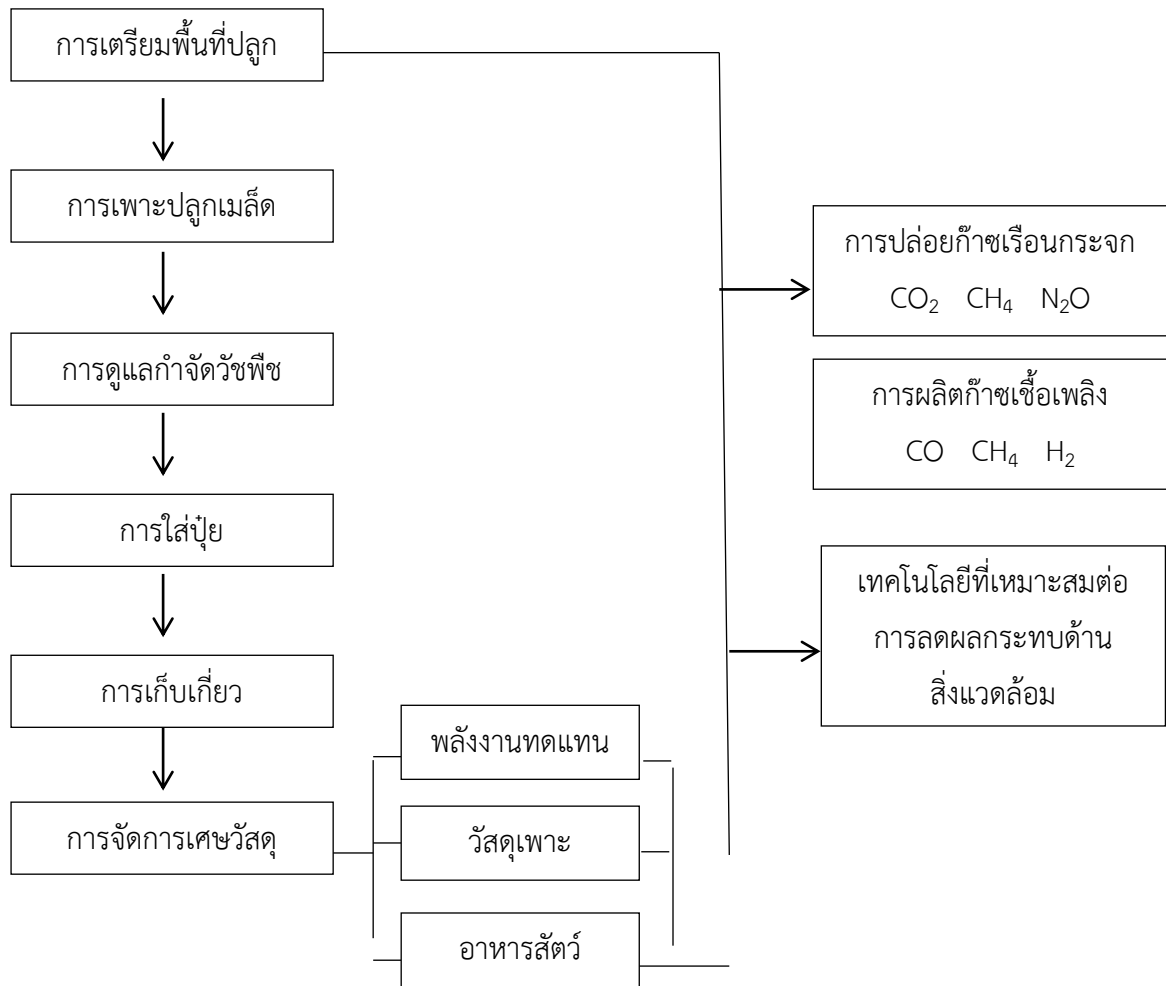 การเตรียมพื้นที่ปลูก
การเพาะปลูกเมล็ด
การดูแลกำจัดวัชพืช
การใส่ปุ๋ย
การเก็บเกี่ยว
การจัดการเศษวัสดุ
พลังงานทดแทน
วัสดุเพาะ
อาหารสัตว์
การปล่อยก๊าซเรือนกระจก
CO₂ CH₄ N₂O
การผลิตก๊าซเชื้อเพลิง
CO CH₄ H₂
เทคโนโลยีที่เหมาะสมต่อ
การลดผลกระทบด้าน
สิ่งแวดล้อม